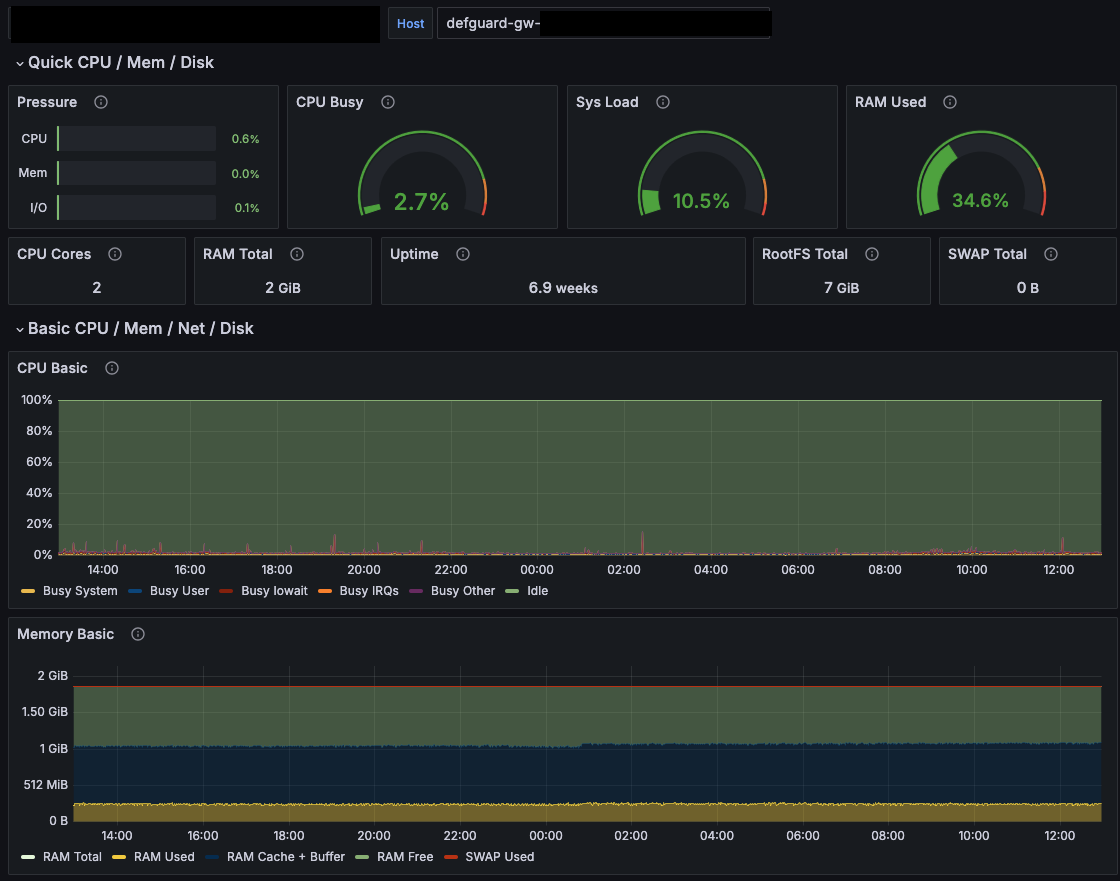 Host defguard-gw-
Quick CPU / Mem / Disk
Pressure
CPU 0.6%
Mem 0.0%
I/O 0.1%
CPU Busy
2.7%
Sys Load
10.5%
RAM Used
34.6%
CPU Cores
2
RAM Total
2 GiB
Uptime
6.9 weeks
RootFS Total
7 GiB
SWAP Total
0 B
Basic CPU / Mem / Net / Disk
CPU Basic
100%
80%
60%
40%
20%
0%
14:00 16:00 18:00 20:00 22:00 00:00 02:00 04:00 06:00 08:00 10:00 12:00
Busy System Busy User Busy Iowait Busy IRQs Busy Other Idle
Memory Basic
2 GiB
1.50 GiB
1 GiB
512 MiB
0 B
14:00 16:00 18:00 20:00 22:00 00:00 02:00 04:00 06:00 08:00 10:00 12:00
RAM Total RAM Used RAM Cache + Buffer RAM Free SWAP Used